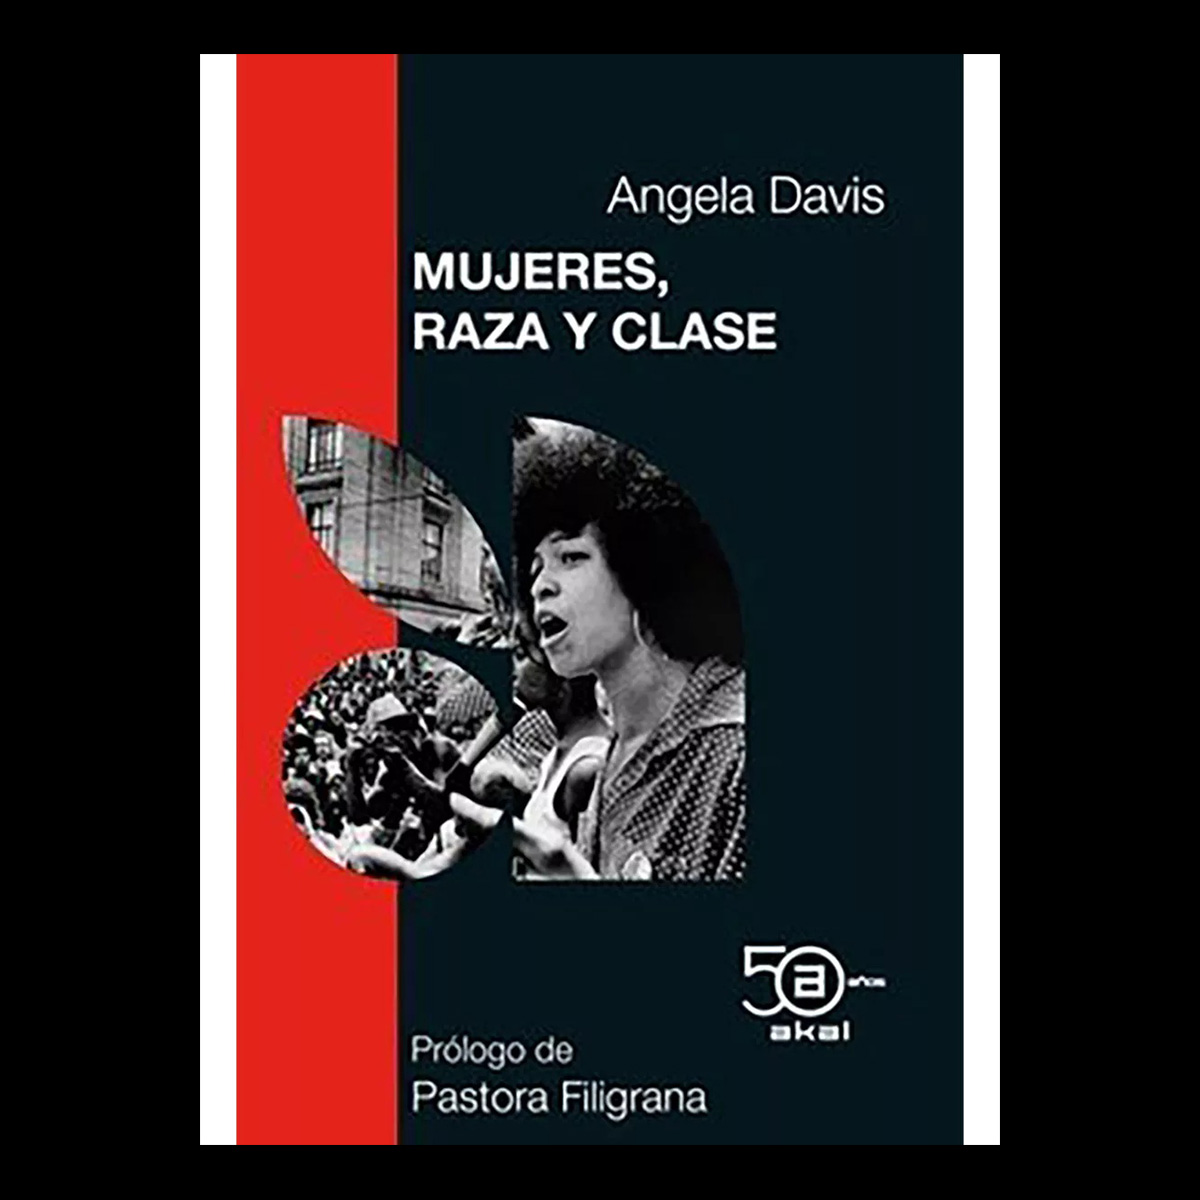 Angela Davis
MUJERES,
RAZA Y CLASE
50 a años
akal
Prólogo de
Pastora Filigrana